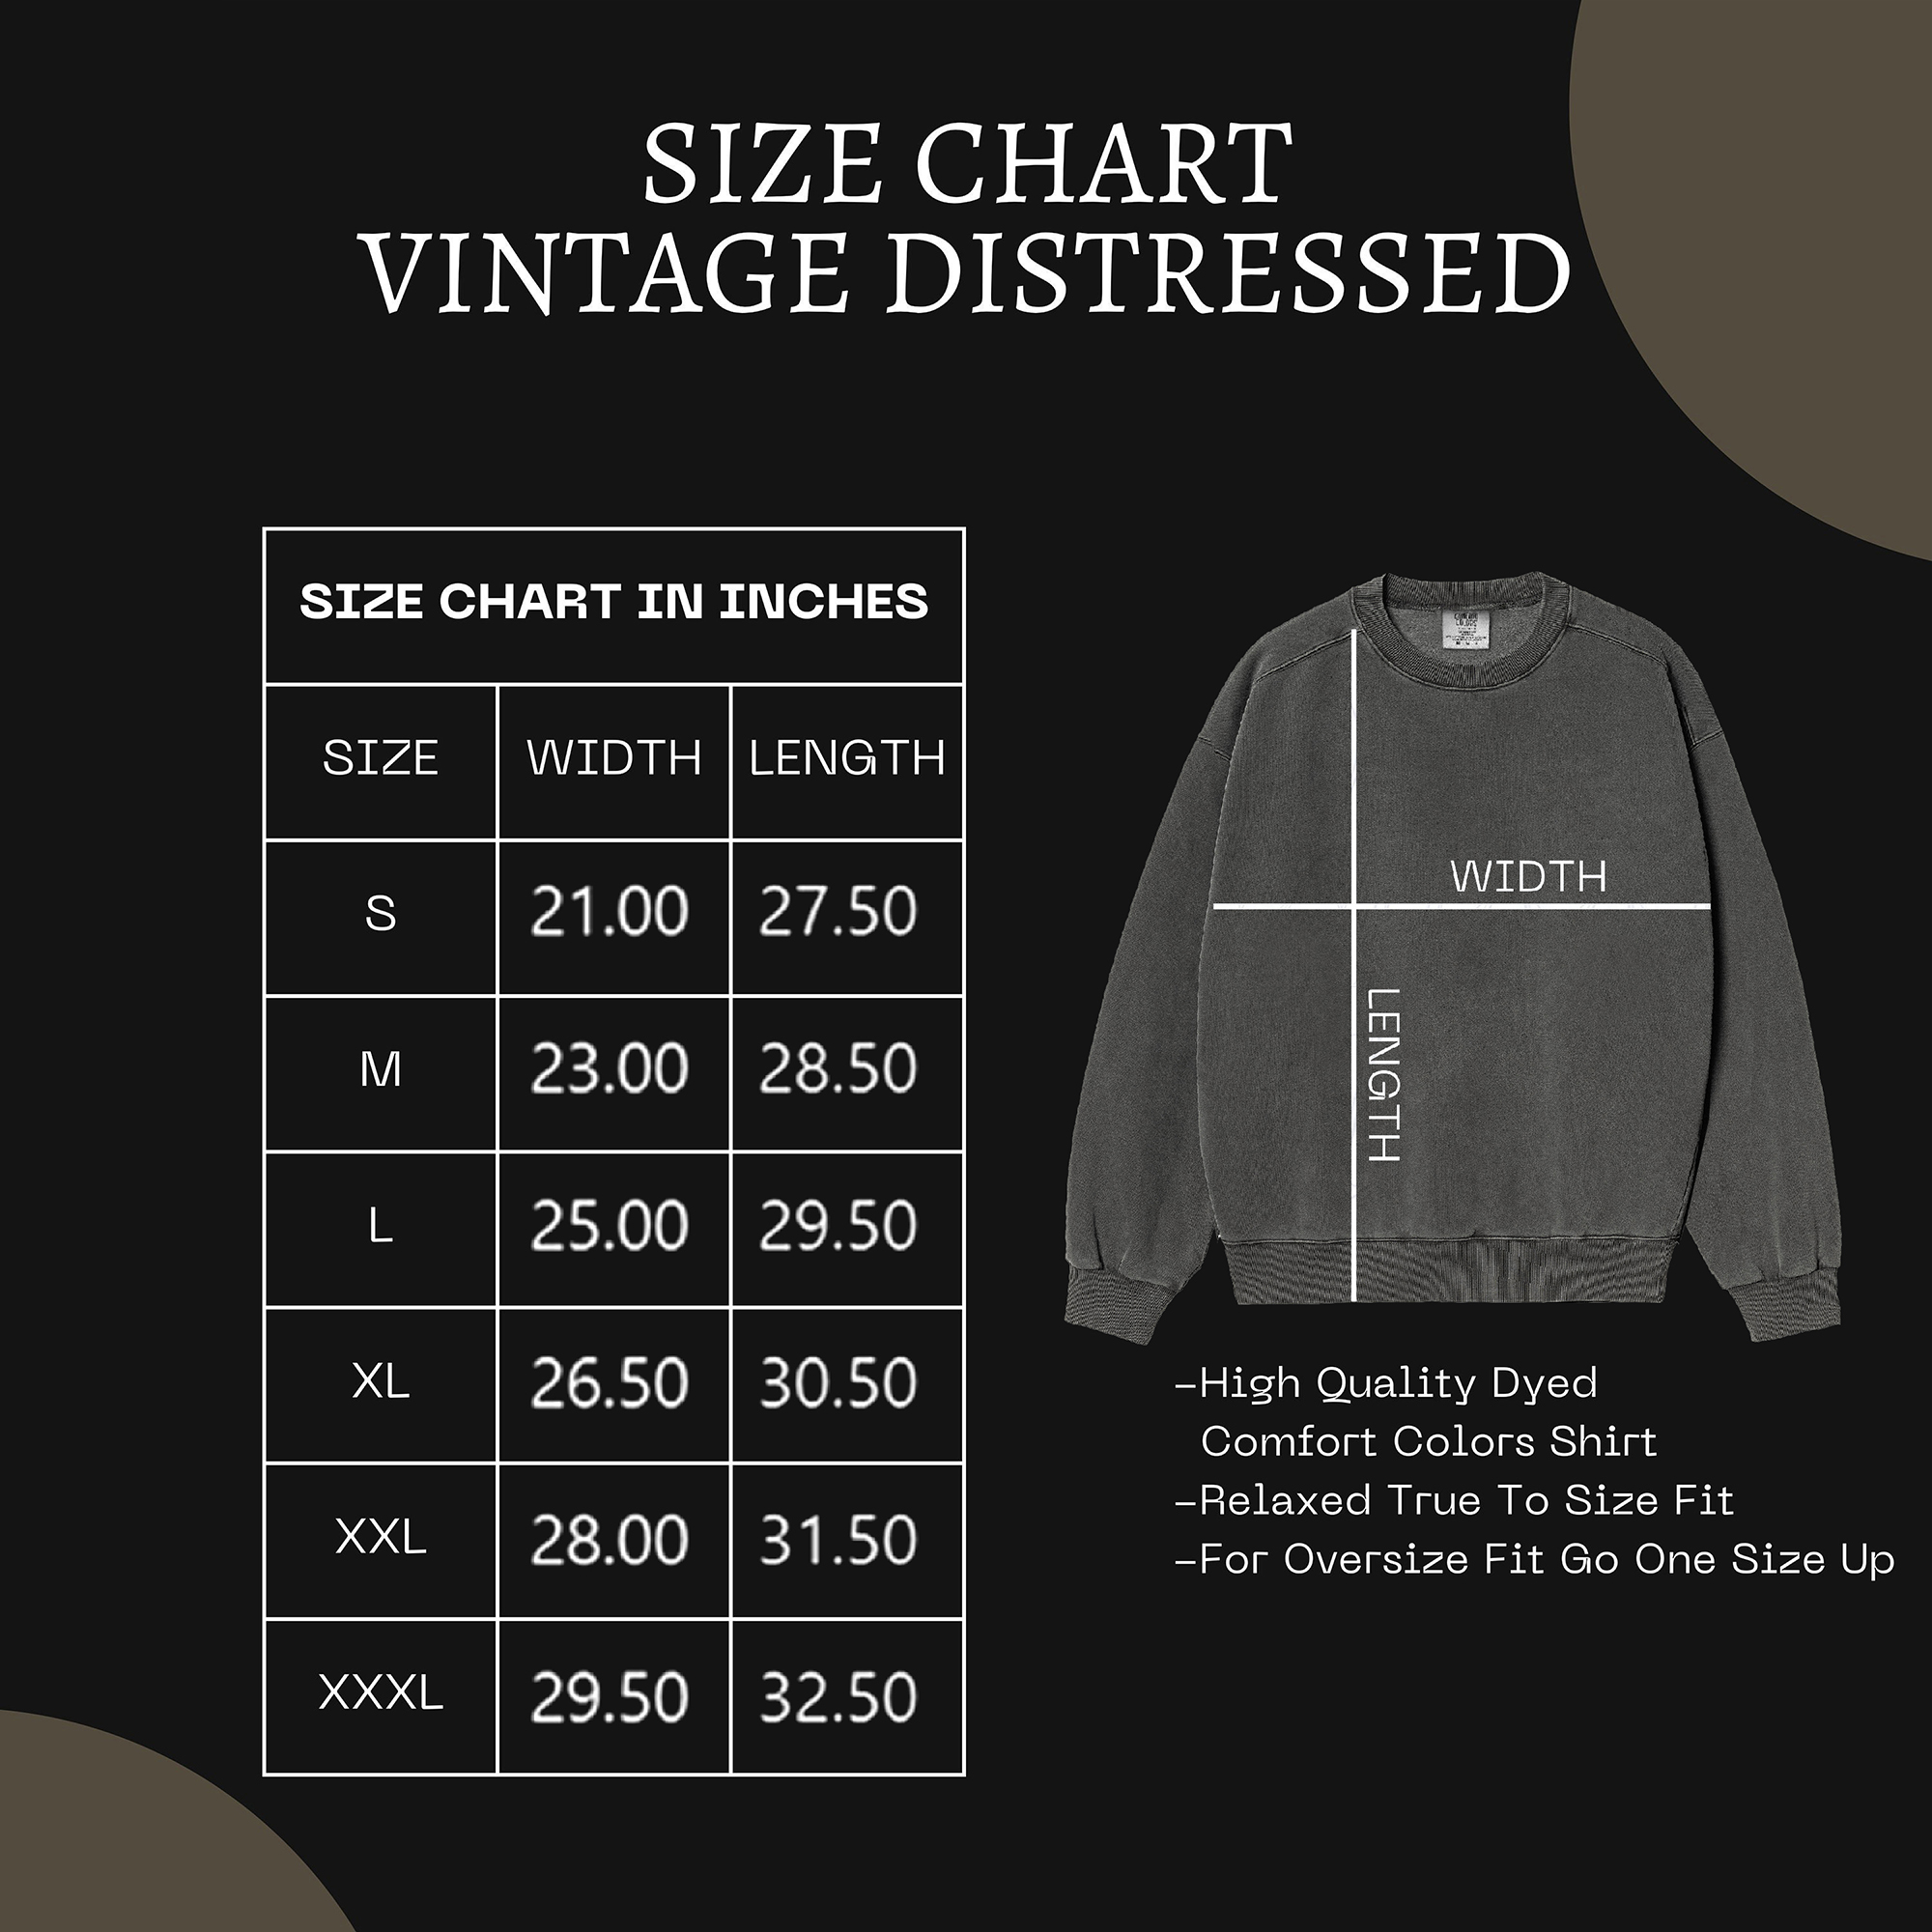 SIZE CHART
VINTAGE DISTRESSED
SIZE CHART IN INCHES
SIZE WIDTH LENGTH
S 21.00 27.50
M 23.00 28.50
L 25.00 29.50
XL 26.50 30.50
XXL 28.00 31.50
XXXL 29.50 32.50
WIDTH
LENGTH
-High Quality Dyed
Comfort Colors Shirt
-Relaxed True To Size Fit
-For Oversize Fit Go One Size Up